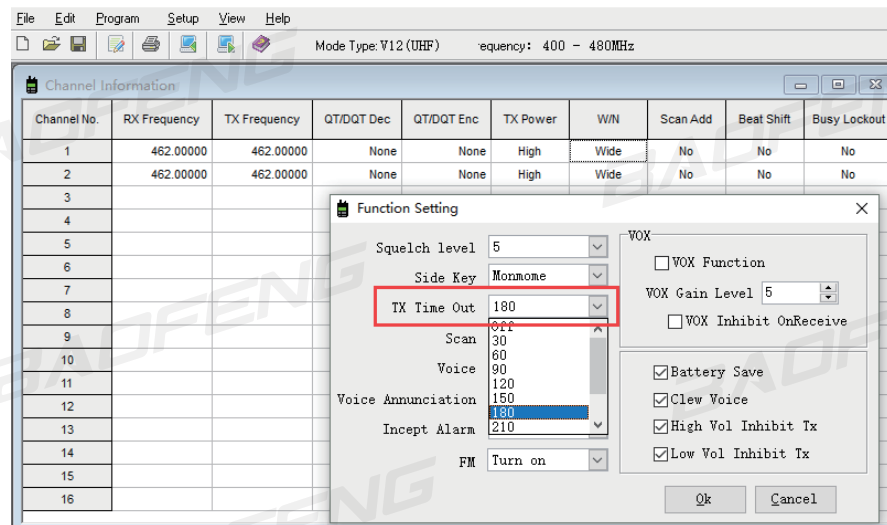 File Edit Program Setup View Help
Mode Type:V12(UHF) equency: 400 - 480MHz
Channel Information
Channel No. RX Frequency TX Frequency QT/DQT Dec QT/DQT Enc TX Power W/N Scan Add Beat Shift Busy Lockout
1 462.00000 462.00000 None None High Wide No No No
2 462.00000 462.00000 None None High Wide No No No
3
4
5
6
7
8
9
10
11
12
13
14
15
16
Function Setting
Squelch level 5
Side Key Monmome
TX Time Out 180
Off
30
60
90
120
150
180
210
Scan
Voice
Voice Annunciation
Incept Alarm
FM Turn on
VOX
VOX Function
VOX Gain Level 5
VOX Inhibit OnReceive
Battery Save
Clew Voice
High Vol Inhibit Tx
Low Vol Inhibit Tx
Ok Cancel
BAOFENG
BAOFENG
BAOFENG